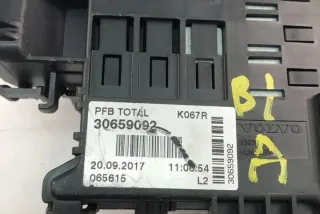 PFB TOTAL K067R
30659092
20.09.2017 11:06:54
065615 L2
30659092
B1
A
VOLVO